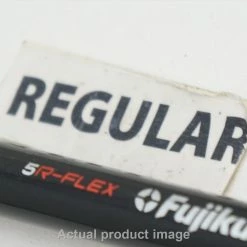 REGULAR
5R-FLEX Fujiku
Actual product image